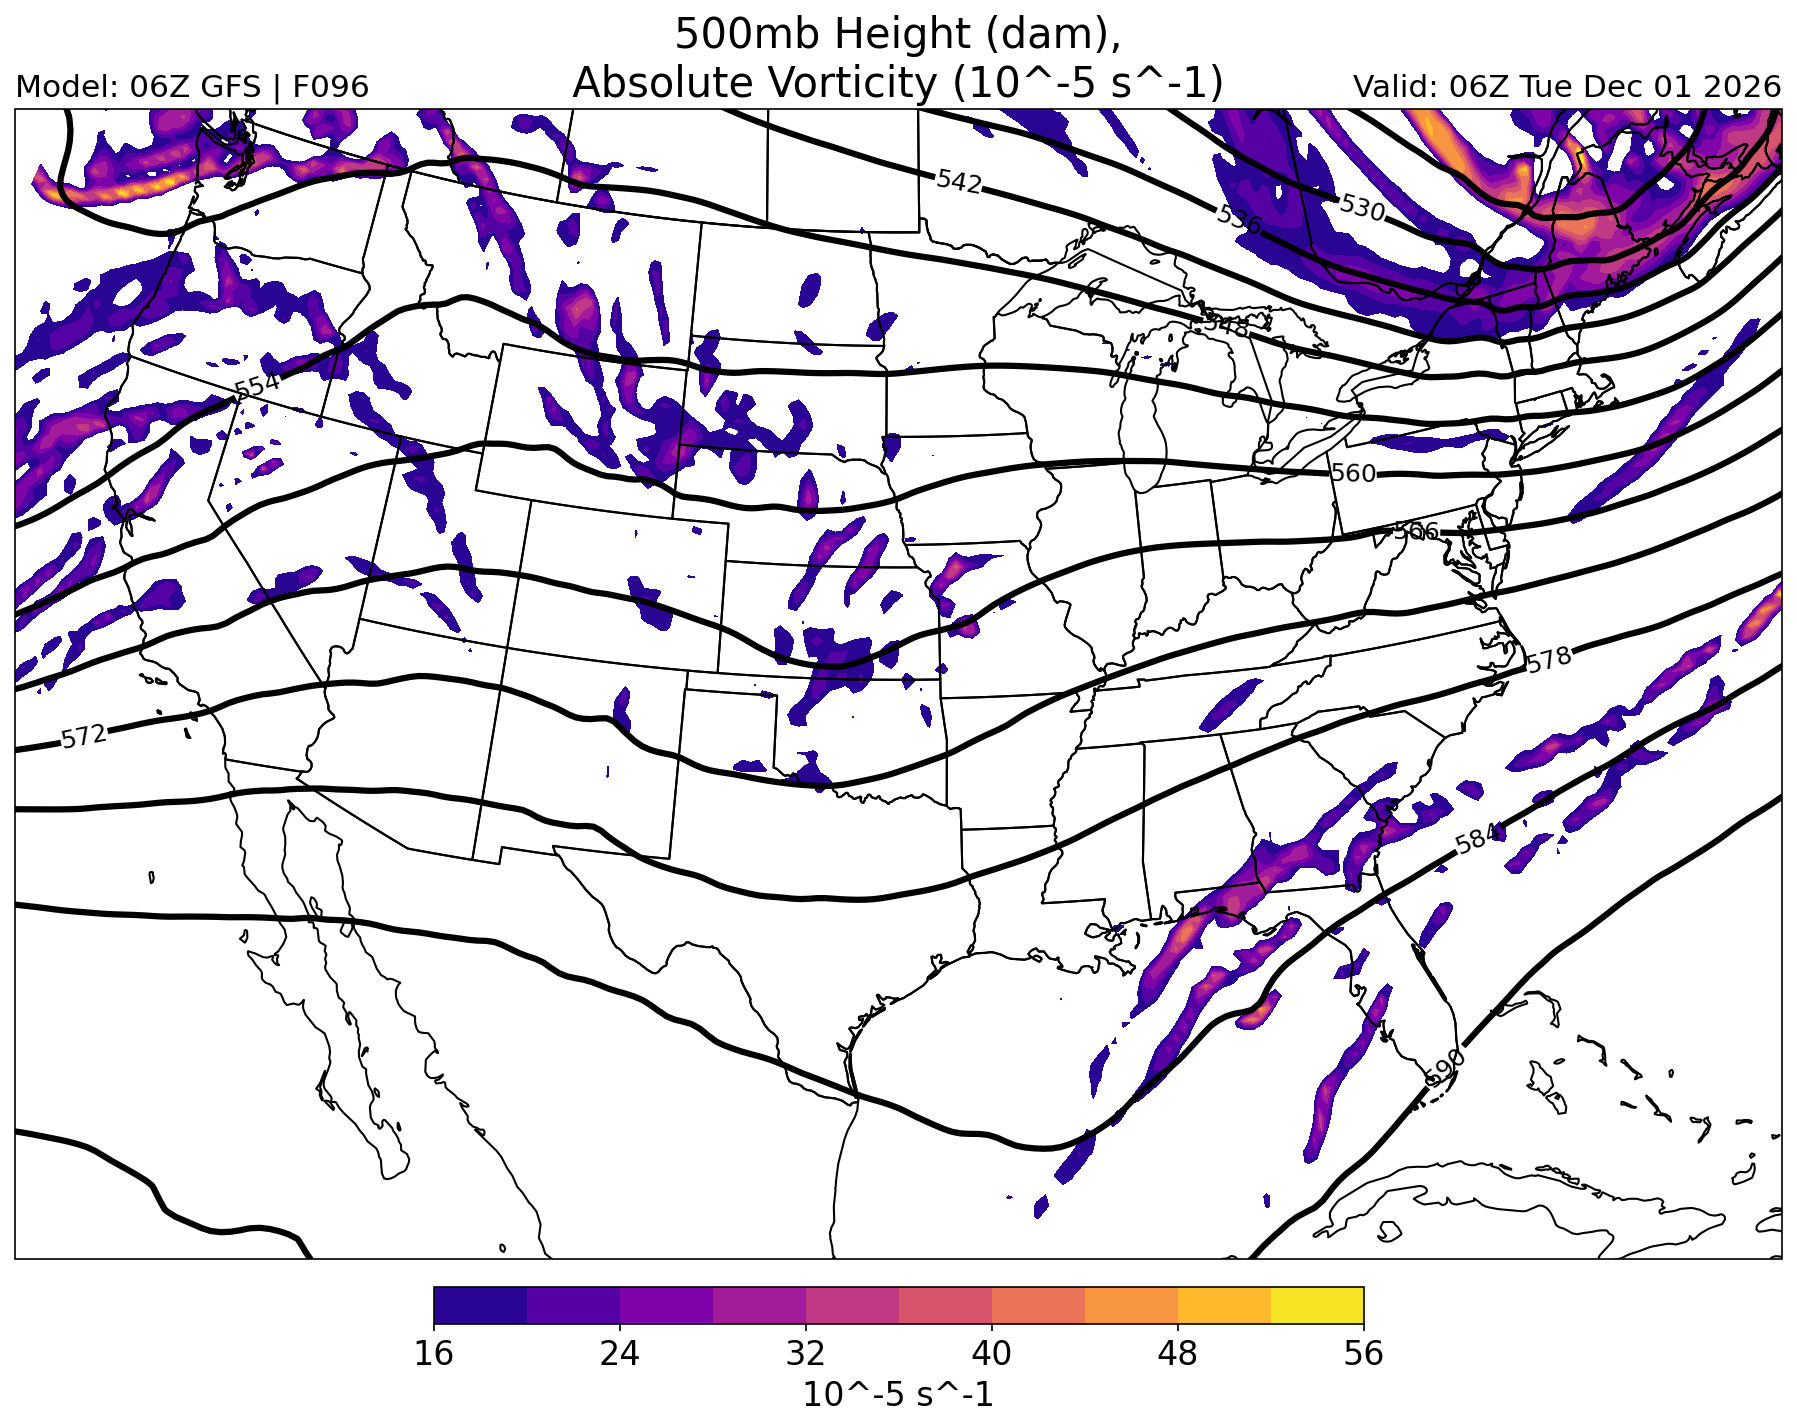 500mb Height (dam),
Model: 06Z GFS | F096
Absolute Vorticity (10^-5 s^-1)
Valid: 06Z Tue Dec 01 2026
542
536
530
548
554
560
566
578
572
584
590
16 24 32 40 48 56
10^-5 s^-1